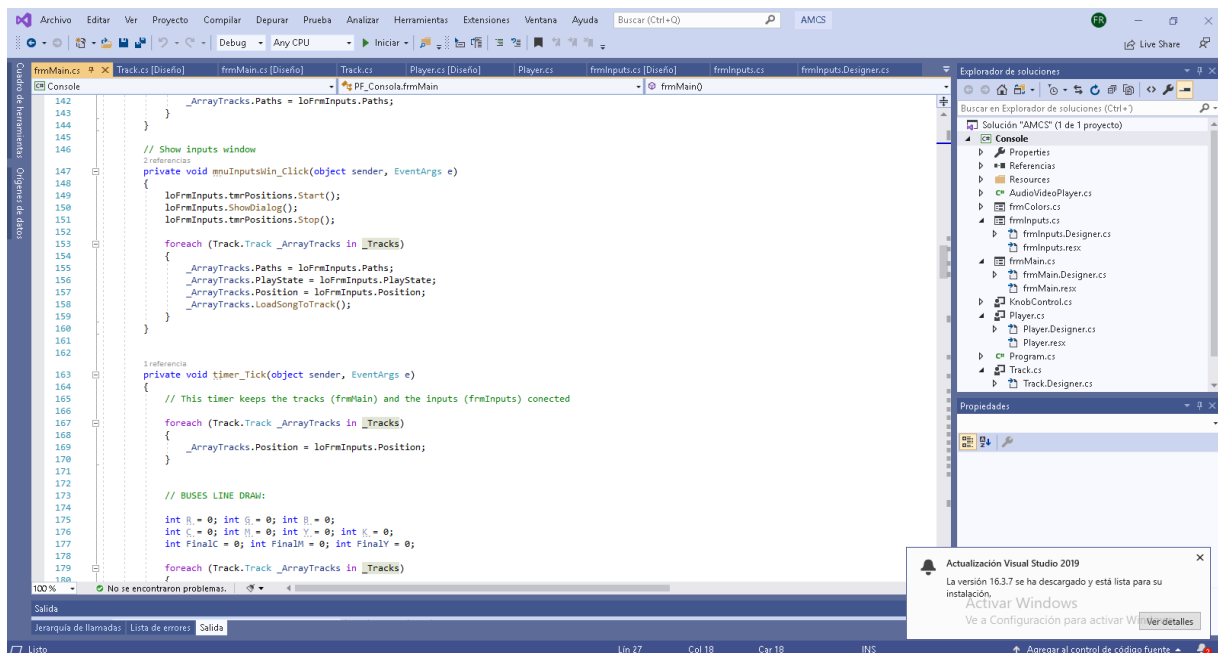 Archivo Editar Ver Proyecto Compilar Depurar Prueba Analizar Herramientas Extensiones Ventana Ayuda Buscar (Ctrl+Q) AMCS FR
Debug Any CPU Iniciar Live Share
Cuadro de herramientas
Orígenes de datos
frmMain.cs Track.cs [Diseño] frmMain.cs [Diseño] Track.cs Player.cs [Diseño] Player.cs frmInputs.cs [Diseño] frmInputs.cs frmInputs.Designer.cs
Console PF_Consola.frmMain frmMain()
142 _ArrayTracks.Paths = loFrmInputs.Paths;
143 }
144 }
145
146 // Show inputs window
2 referencias
147 private void mnuInputsWin_Click(object sender, EventArgs e)
148 {
149 loFrmInputs.tmrPositions.Start();
150 loFrmInputs.ShowDialog();
151 loFrmInputs.tmrPositions.Stop();
152
153 foreach (Track.Track _ArrayTracks in _Tracks)
154 {
155 _ArrayTracks.Paths = loFrmInputs.Paths;
156 _ArrayTracks.PlayState = loFrmInputs.PlayState;
157 _ArrayTracks.Position = loFrmInputs.Position;
158 _ArrayTracks.LoadSongToTrack();
159 }
160 }
161
162
1 referencia
163 private void timer_Tick(object sender, EventArgs e)
164 {
165 // This timer keeps the tracks (frmMain) and the inputs (frmInputs) conected
166
167 foreach (Track.Track _ArrayTracks in _Tracks)
168 {
169 _ArrayTracks.Position = loFrmInputs.Position;
170 }
171
172
173 // BUSES LINE DRAW:
174
175 int R = 0; int G = 0; int B = 0;
176 int C = 0; int M = 0; int Y = 0; int K = 0;
177 int FinalC = 0; int FinalM = 0; int FinalY = 0;
178
179 foreach (Track.Track _ArrayTracks in _Tracks)
180 {
100 % No se encontraron problemas.
Salida
Jerarquía de llamadas Lista de errores Salida
Explorador de soluciones
Buscar en Explorador de soluciones (Ctrl+´)
Solución "AMCS" (1 de 1 proyecto)
Console
Properties
Referencias
Resources
AudioVideoPlayer.cs
frmColors.cs
frmInputs.cs
frmInputs.Designer.cs
frmInputs.resx
frmMain.cs
frmMain.Designer.cs
frmMain.resx
KnobControl.cs
Player.cs
Player.Designer.cs
Player.resx
Program.cs
Track.cs
Track.Designer.cs
Propiedades
Actualización Visual Studio 2019
La versión 16.3.7 se ha descargado y está lista para su
instalación.
Activar Windows
Ve a Configuración para activar
Ver detalles
Listo Lín 27 Col 18 Car 18 INS Agregar al control de código fuente 2